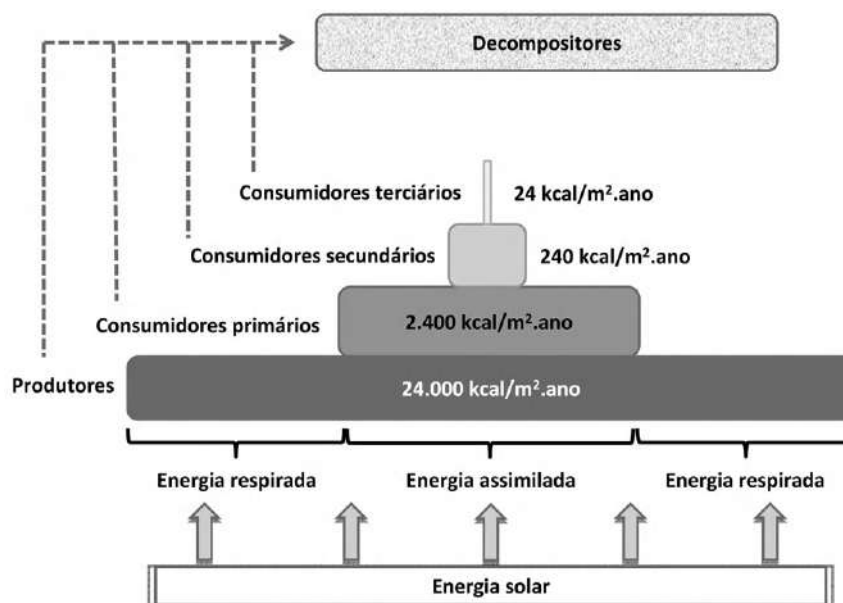 Decompositores
Consumidores terciários 24 kcal/m².ano
Consumidores secundários 240 kcal/m².ano
Consumidores primários 2.400 kcal/m².ano
Produtores 24.000 kcal/m².ano
Energia respirada Energia assimilada Energia respirada
Energia solar